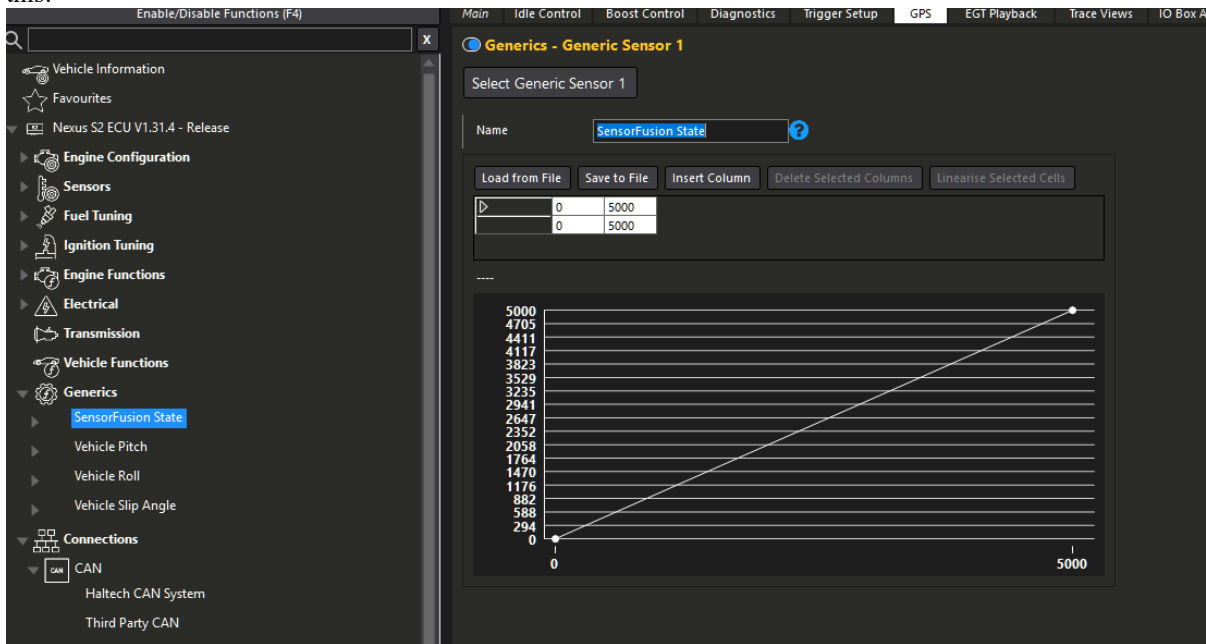 Enable/Disable Functions (F4)
Main Idle Control Boost Control Diagnostics Trigger Setup GPS EGT Playback Trace Views IO Box A
X
Generics - Generic Sensor 1
Vehicle Information
Select Generic Sensor 1
Favourites
Nexus S2 ECU V1.31.4 - Release
Name SensorFusion State ?
Engine Configuration
Load from File Save to File Insert Column Delete Selected Columns Linearise Selected Cells
Sensors
0 5000
0 5000
Fuel Tuning
Ignition Tuning
Engine Functions
----
Electrical
Transmission
Vehicle Functions
Generics
SensorFusion State
Vehicle Pitch
Vehicle Roll
Vehicle Slip Angle
Connections
CAN CAN
Haltech CAN System
Third Party CAN
5000
4705
4411
4117
3823
3529
3235
2941
2647
2352
2058
1764
1470
1176
882
588
294
0
0 5000